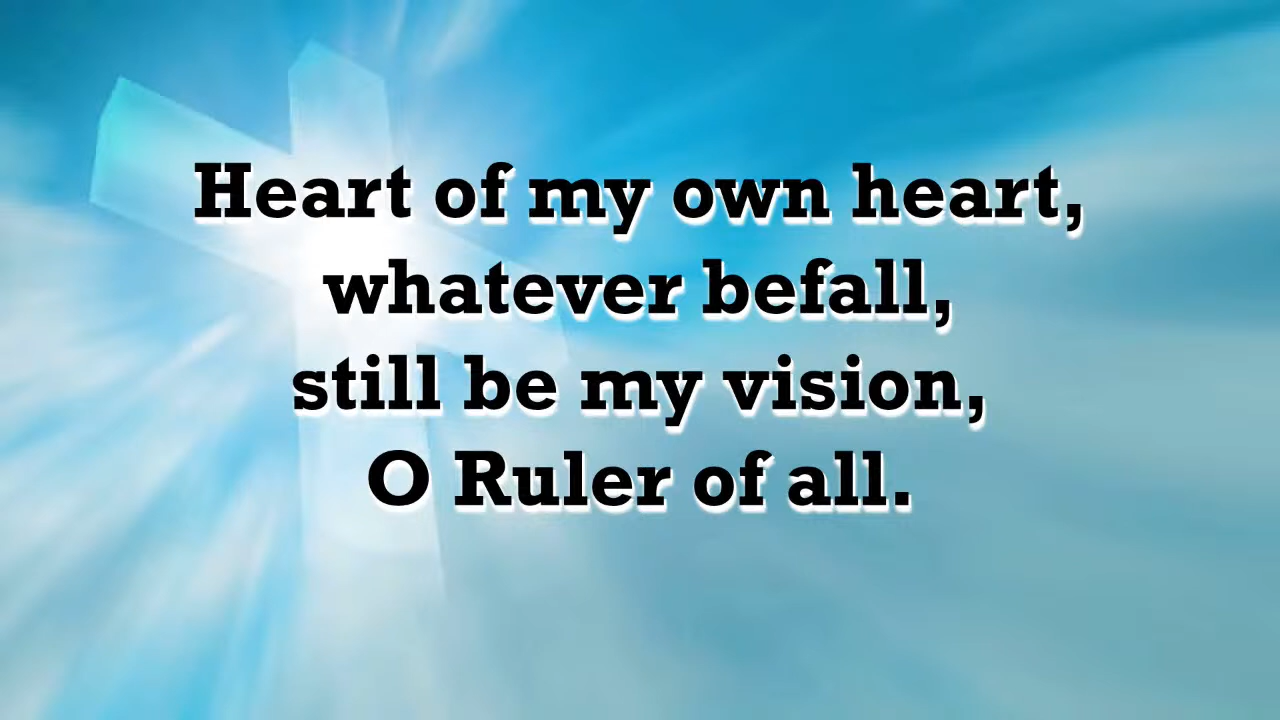 Heart of my own heart,
whatever befall,
still be my vision,
O Ruler of all.